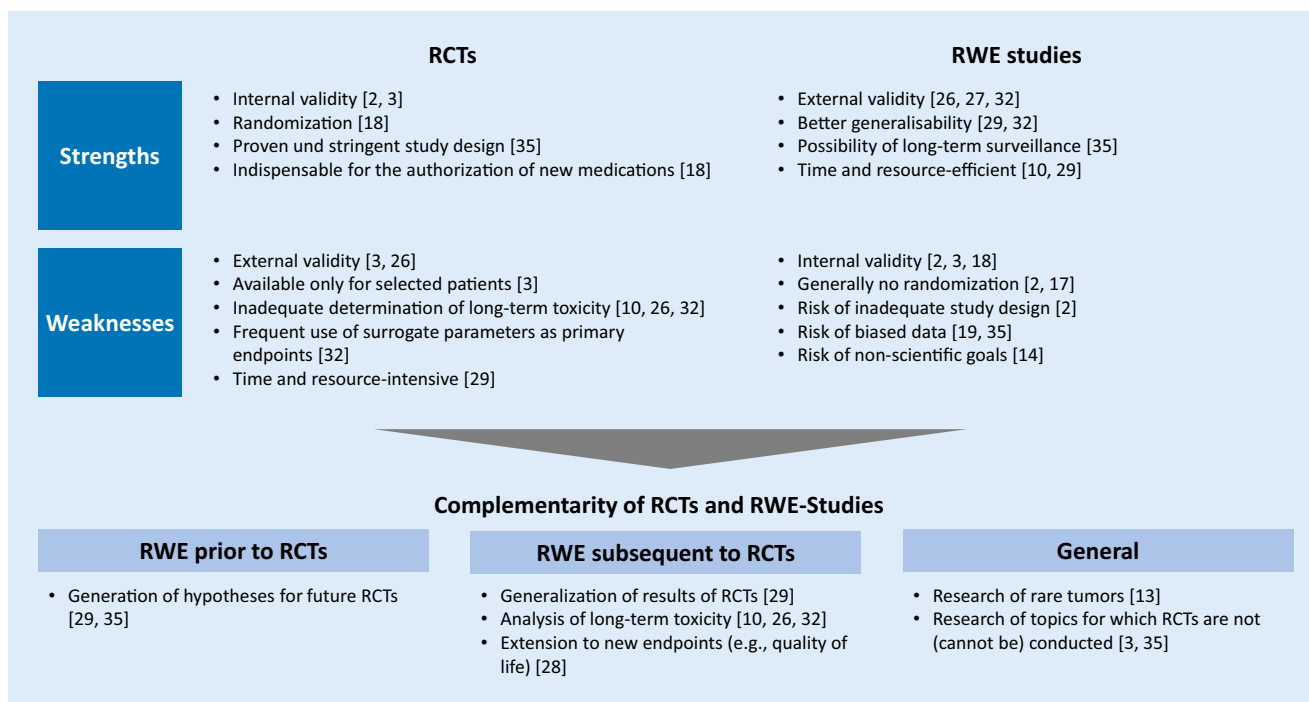 RCTs
RWE studies
Strengths
• Internal validity [2, 3]
• Randomization [18]
• Proven und stringent study design [35]
• Indispensable for the authorization of new medications [18]
• External validity [26, 27, 32]
• Better generalisability [29, 32]
• Possibility of long-term surveillance [35]
• Time and resource-efficient [10, 29]
Weaknesses
• External validity [3, 26]
• Available only for selected patients [3]
• Inadequate determination of long-term toxicity [10, 26, 32]
• Frequent use of surrogate parameters as primary
endpoints [32]
• Time and resource-intensive [29]
• Internal validity [2, 3, 18]
• Generally no randomization [2, 17]
• Risk of inadequate study design [2]
• Risk of biased data [19, 35]
• Risk of non-scientific goals [14]
Complementarity of RCTs and RWE-Studies
RWE prior to RCTs
• Generation of hypotheses for future RCTs
[29, 35]
RWE subsequent to RCTs
• Generalization of results of RCTs [29]
• Analysis of long-term toxicity [10, 26, 32]
• Extension to new endpoints (e.g., quality of
life) [28]
General
• Research of rare tumors [13]
• Research of topics for which RCTs are not
(cannot be) conducted [3, 35]